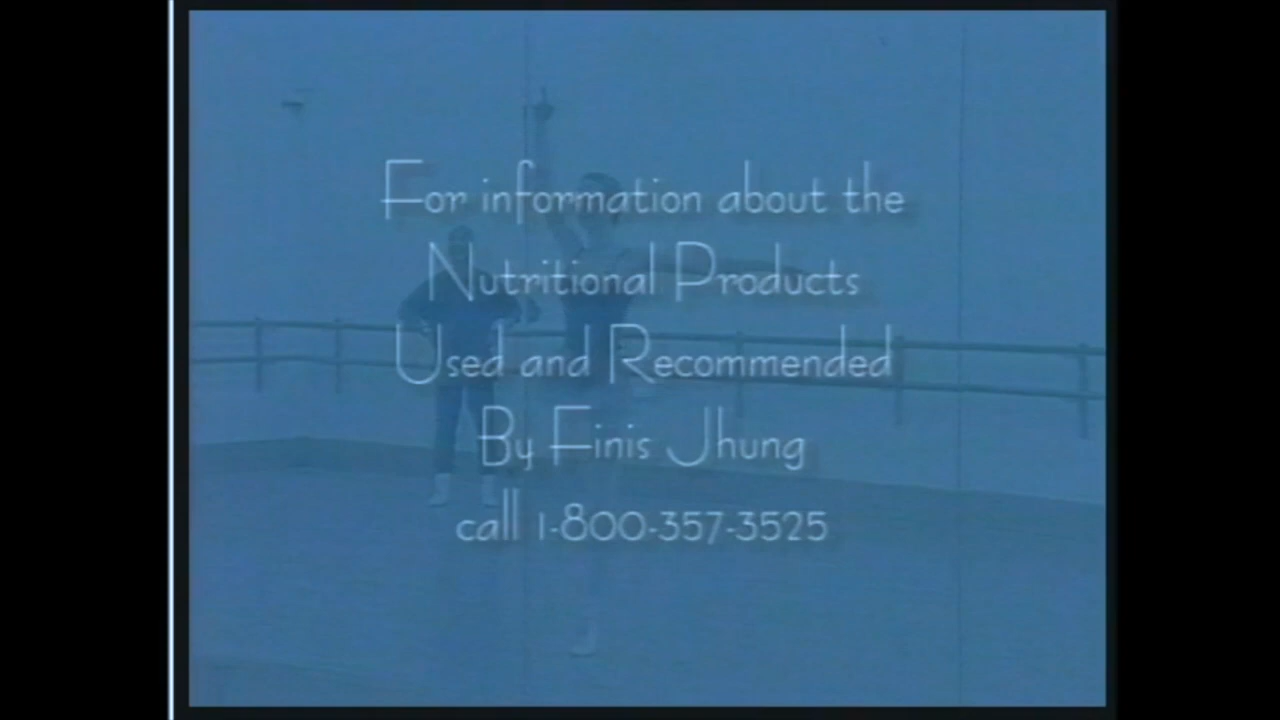 For information about the
Nutritional Products
Used and Recommended
By Finis Jhung
call 1-800-357-3525